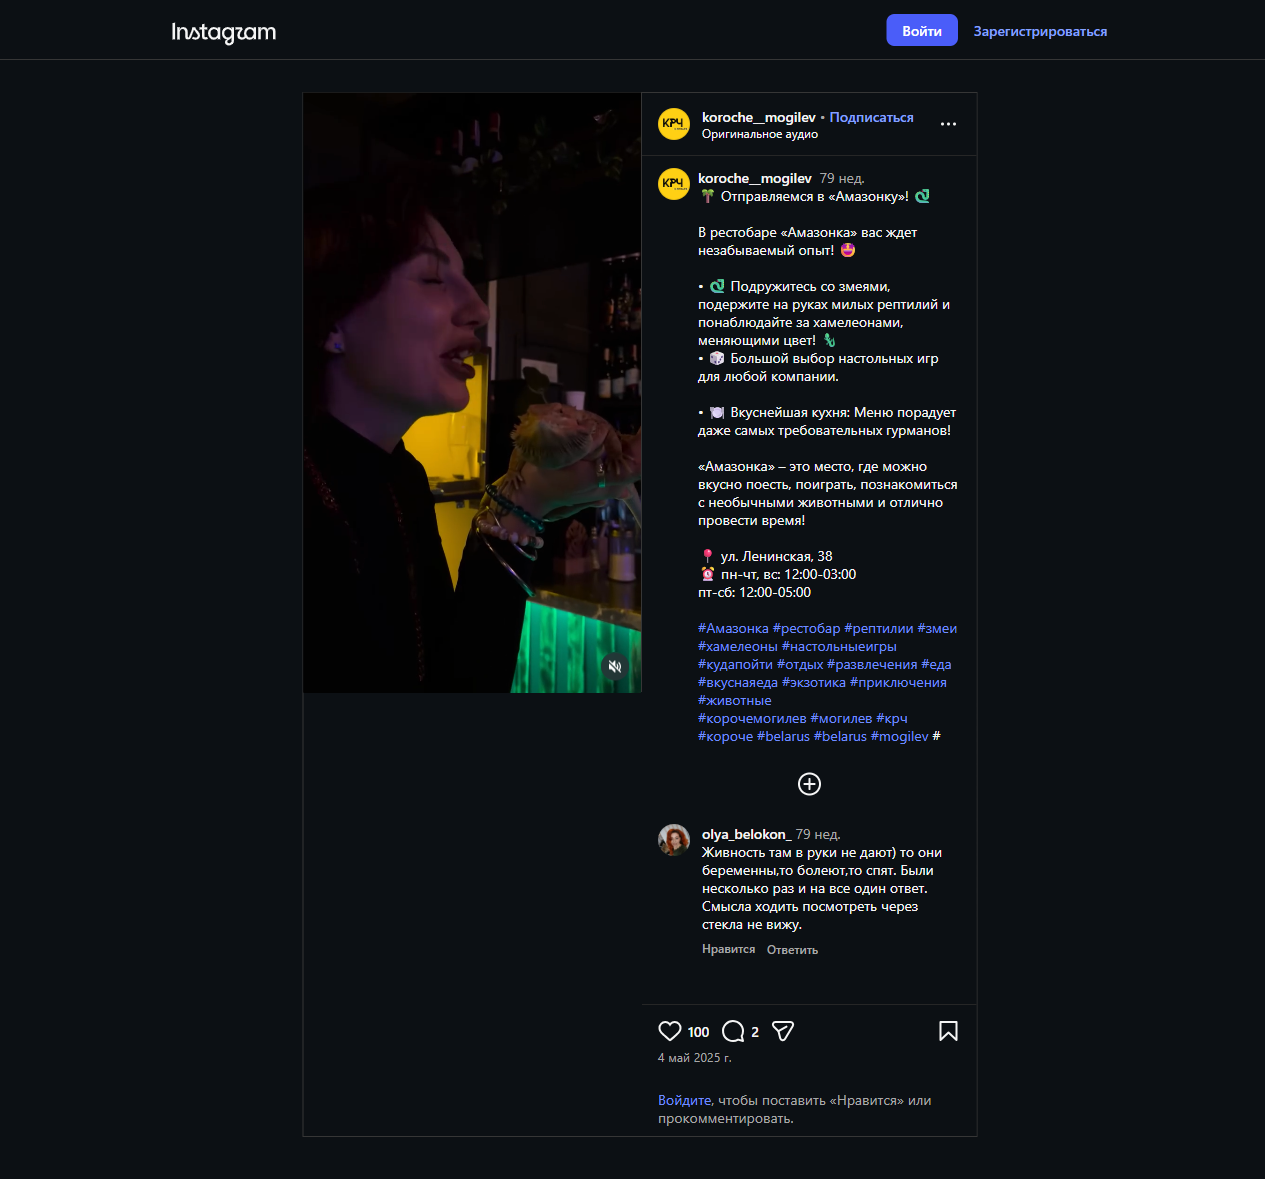 Instagram
Войти
Зарегистрироваться
КРЧ
koroche__mogilev • Подписаться
Оригинальное аудио
КРЧ
koroche__mogilev 79 нед.
🌴 Отправляемся в «Амазонку»! 🐍
В рестобаре «Амазонка» вас ждет
незабываемый опыт! 🤩
• 🐍 Подружитесь со змеями,
подержите на руках милых рептилий и
понаблюдайте за хамелеонами,
меняющими цвет! 🦎
• 🎲 Большой выбор настольных игр
для любой компании.
• 🍽️ Вкуснейшая кухня: Меню порадует
даже самых требовательных гурманов!
«Амазонка» – это место, где можно
вкусно поесть, поиграть, познакомиться
с необычными животными и отлично
провести время!
📍 ул. Ленинская, 38
⏰ пн-чт, вс: 12:00-03:00
пт-сб: 12:00-05:00
#Амазонка #рестобар #рептилии #змеи
#хамелеоны #настольныеигры
#кудапойти #отдых #развлечения #еда
#вкуснаяеда #экзотика #приключения
#животные
#корочемогилев #могилев #крч
#короче #belarus #belarus #mogilev #
olya_belokon_ 79 нед.
Живность там в руки не дают) то они
беременны,то болеют,то спят. Были
несколько раз и на все один ответ.
Смысла ходить посмотреть через
стекла не вижу.
Нравится Ответить
100 2
4 май 2025 г.
Войдите, чтобы поставить «Нравится» или
прокомментировать.